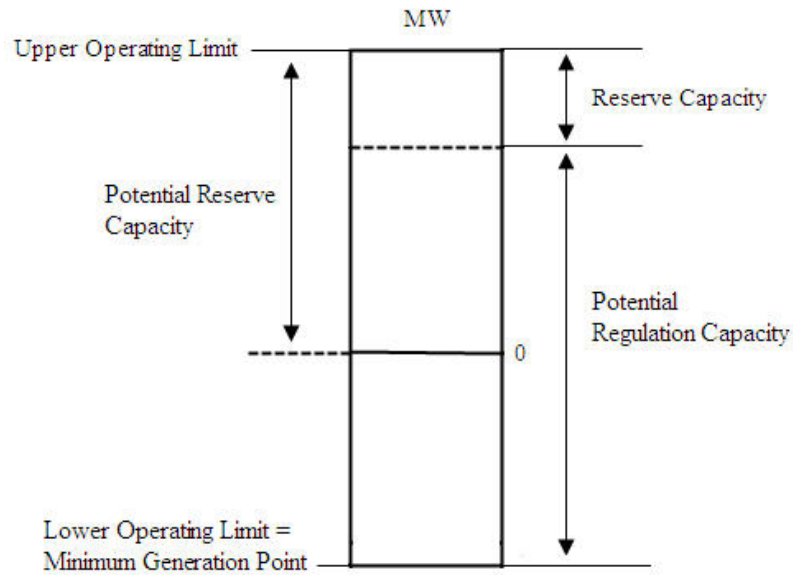 MW
Upper Operating Limit
Reserve Capacity
Potential Reserve
Capacity
Potential
Regulation Capacity
0
Lower Operating Limit =
Minimum Generation Point